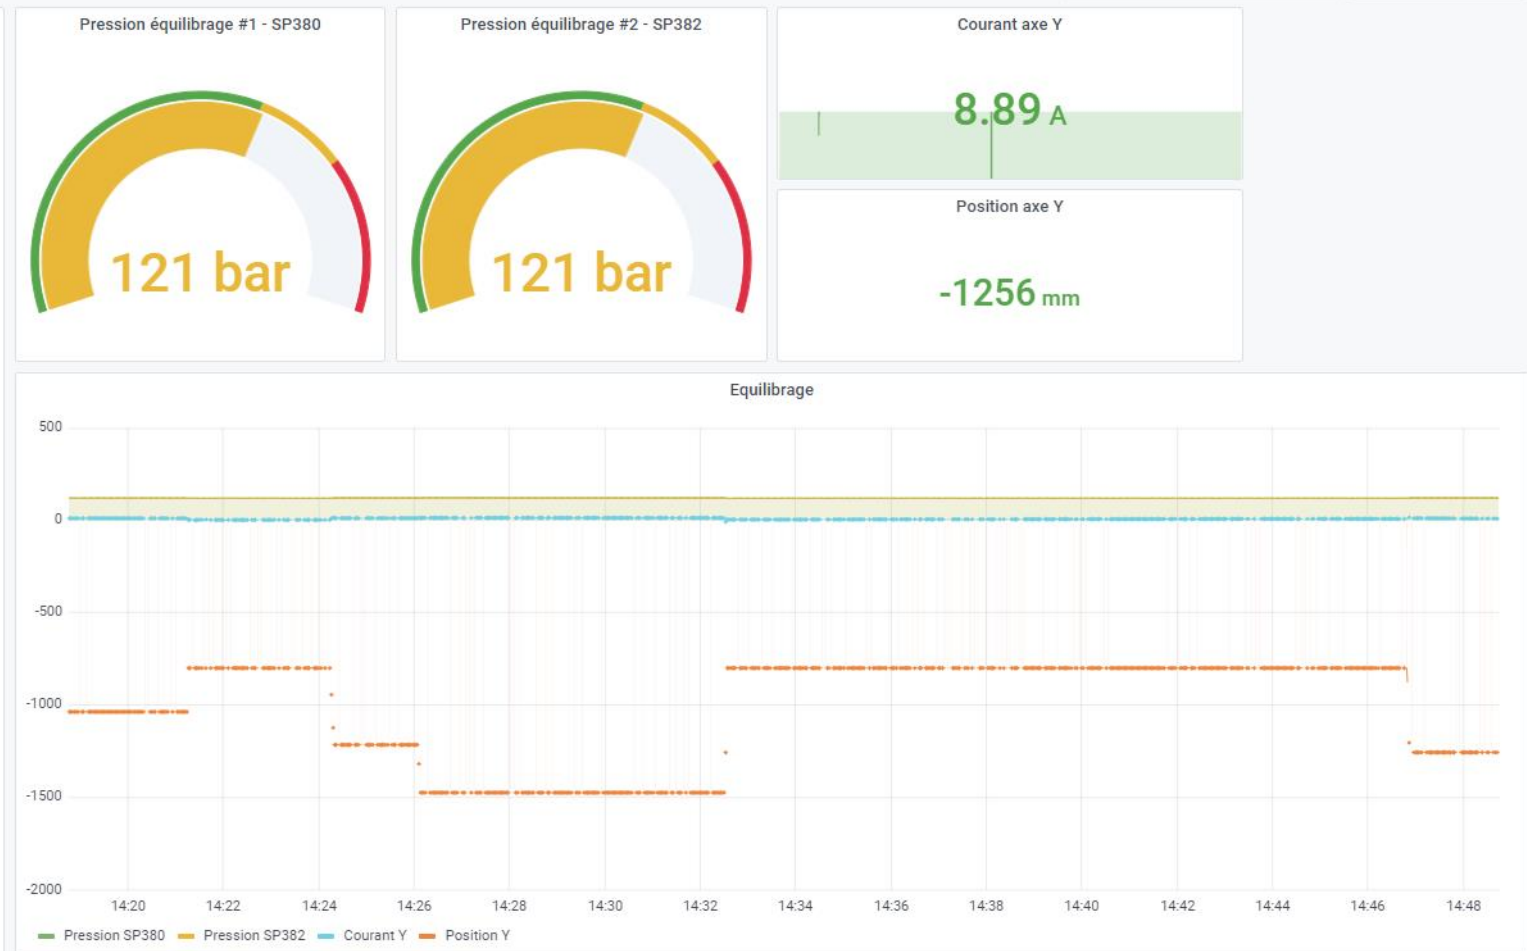 Pression équilibrage #1 - SP380
121 bar
Pression équilibrage #2 - SP382
121 bar
Courant axe Y
8.89 A
Position axe Y
-1256 mm
Equilibrage
500
0
-500
-1000
-1500
-2000
14:20 14:22 14:24 14:26 14:28 14:30 14:32 14:34 14:36 14:38 14:40 14:42 14:44 14:46 14:48
Pression SP380 Pression SP382 Courant Y Position Y